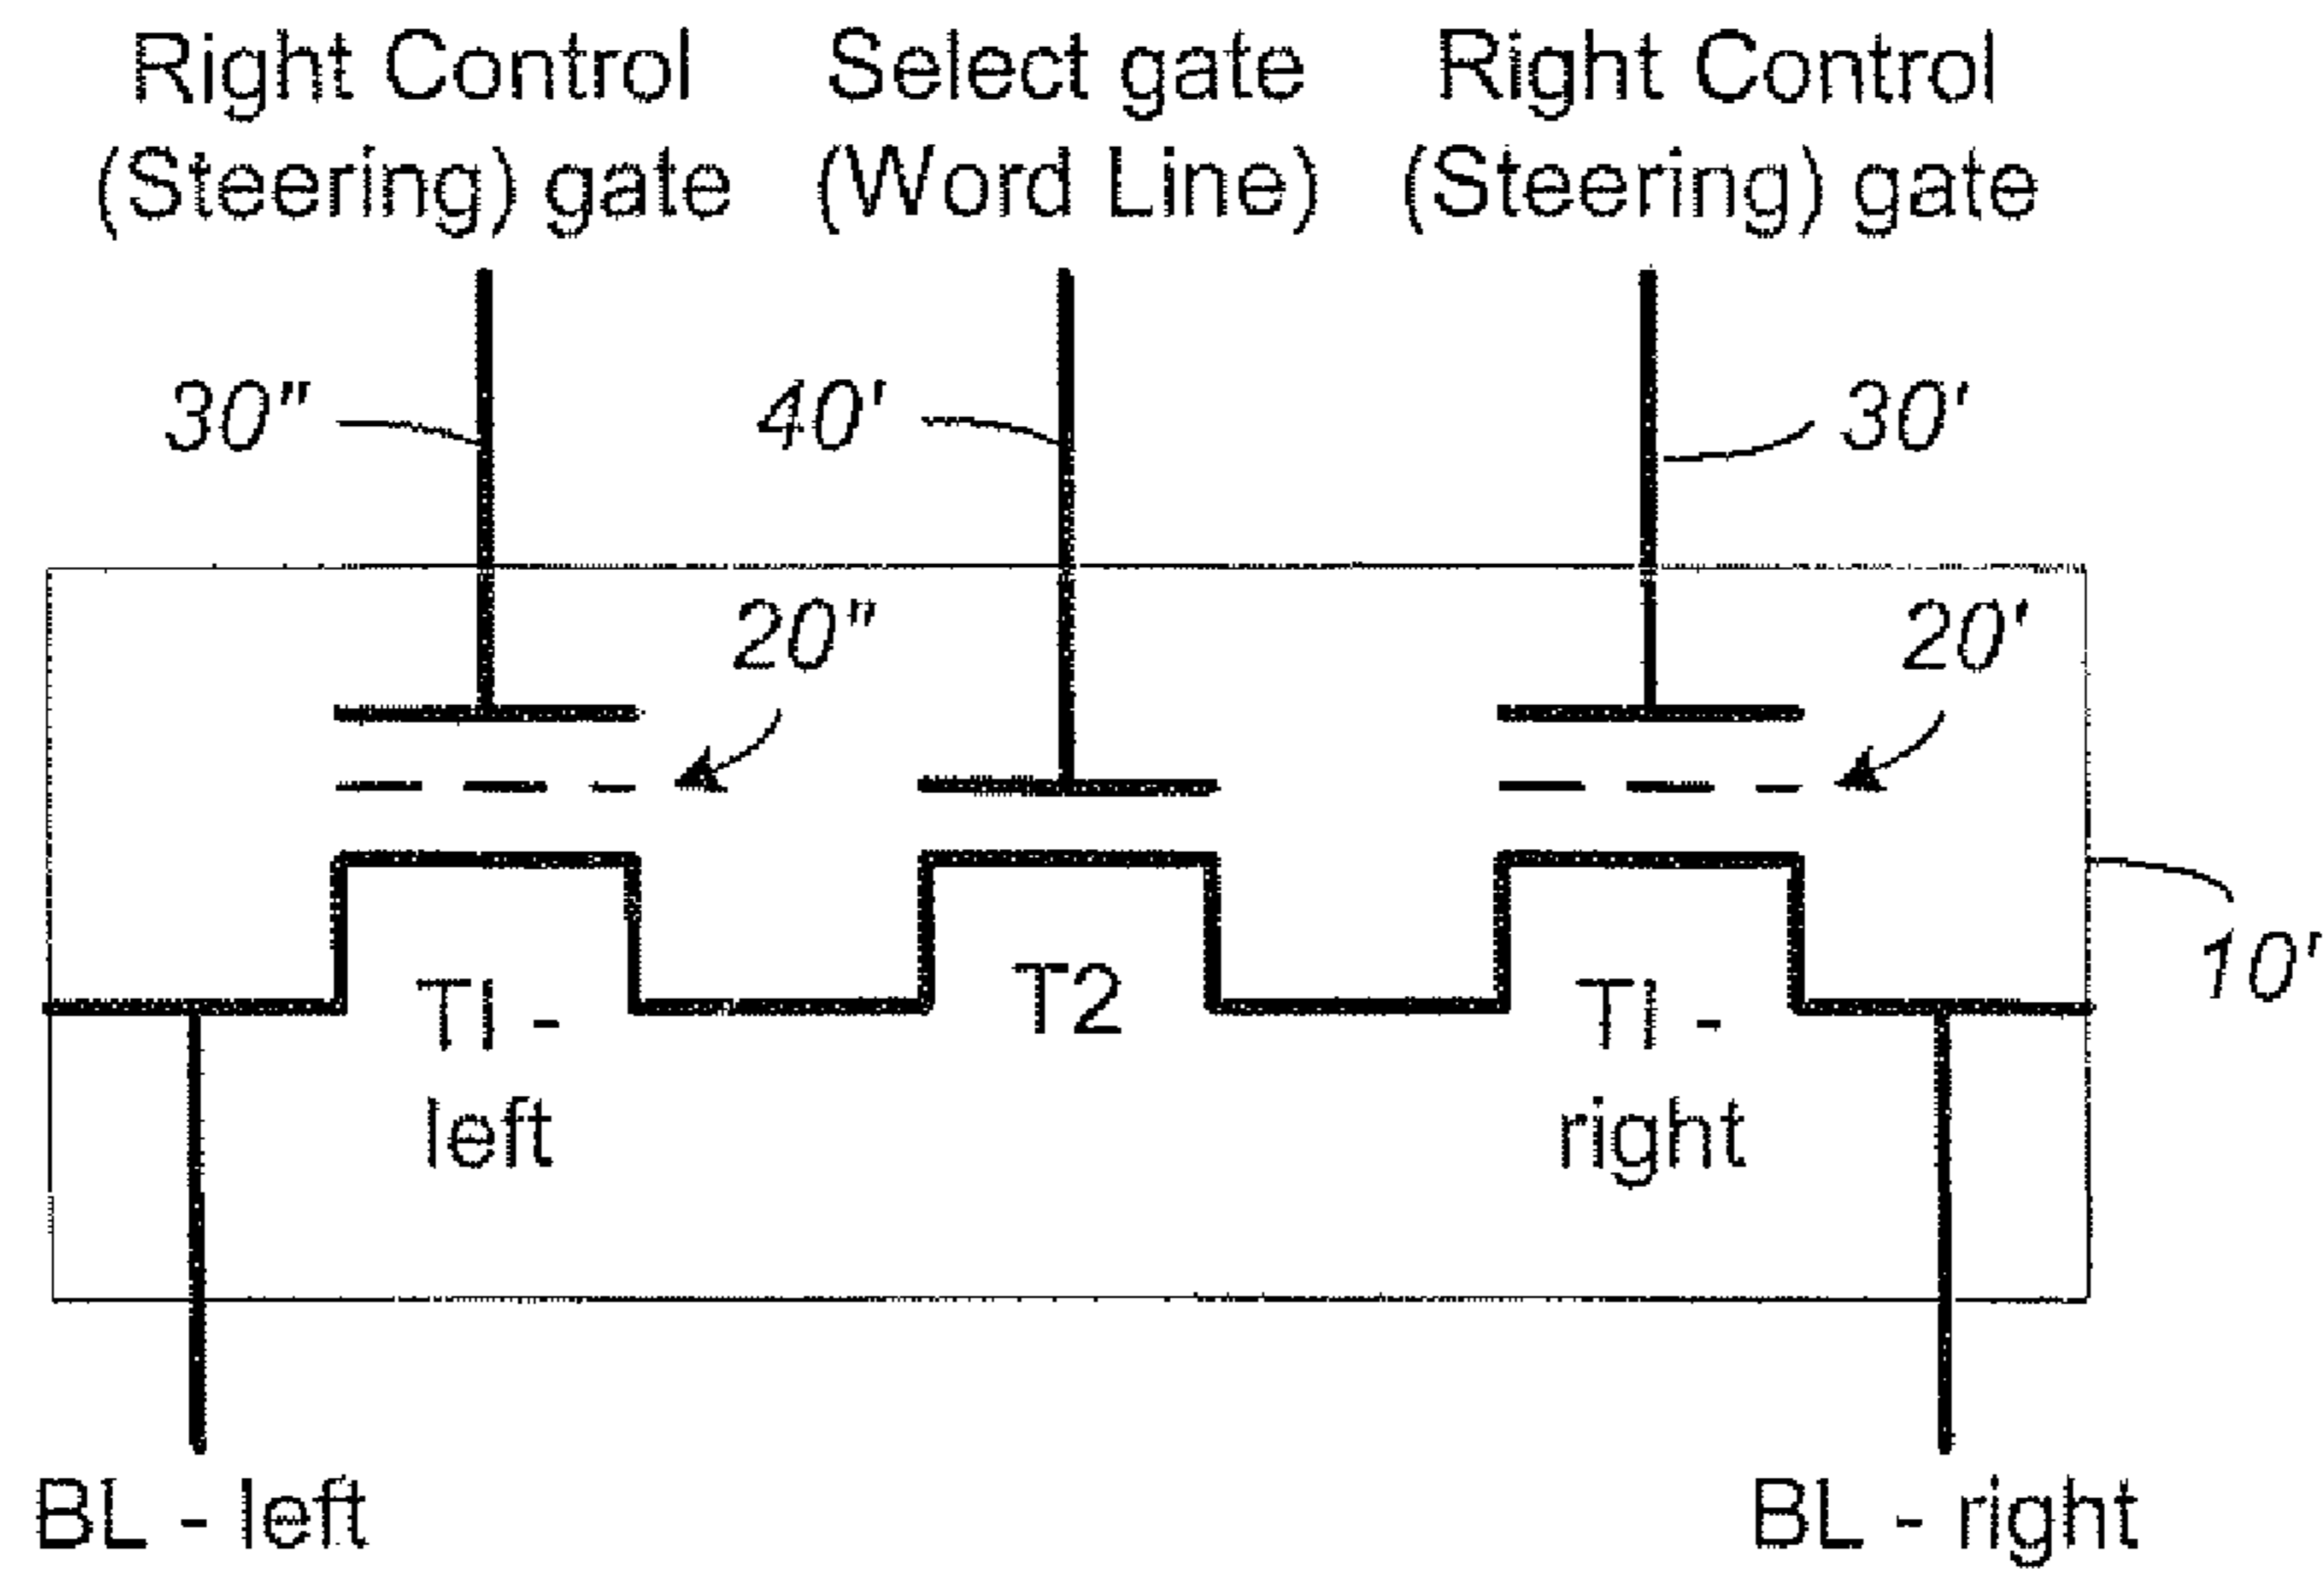 Right Control
(Steering) gate
Select gate
(Word Line)
Right Control
(Steering) gate
30"
40'
30'
20"
20'
10'
TI -
left
T2
TI -
right
BL - left
BL - right